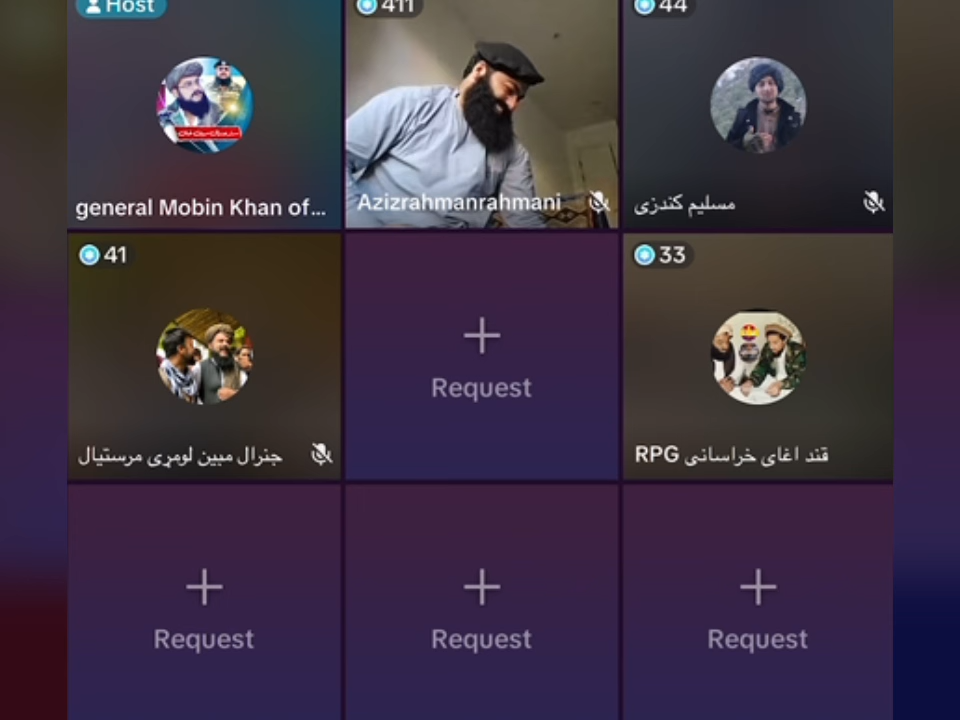 Host
411
44
general Mobin Khan of...
Azizrahmanrahmani
مسلیم کندزی
41
33
جنرال مبین لومړی مرستیال
Request
قند اغای خراسانی RPG
Request
Request
Request